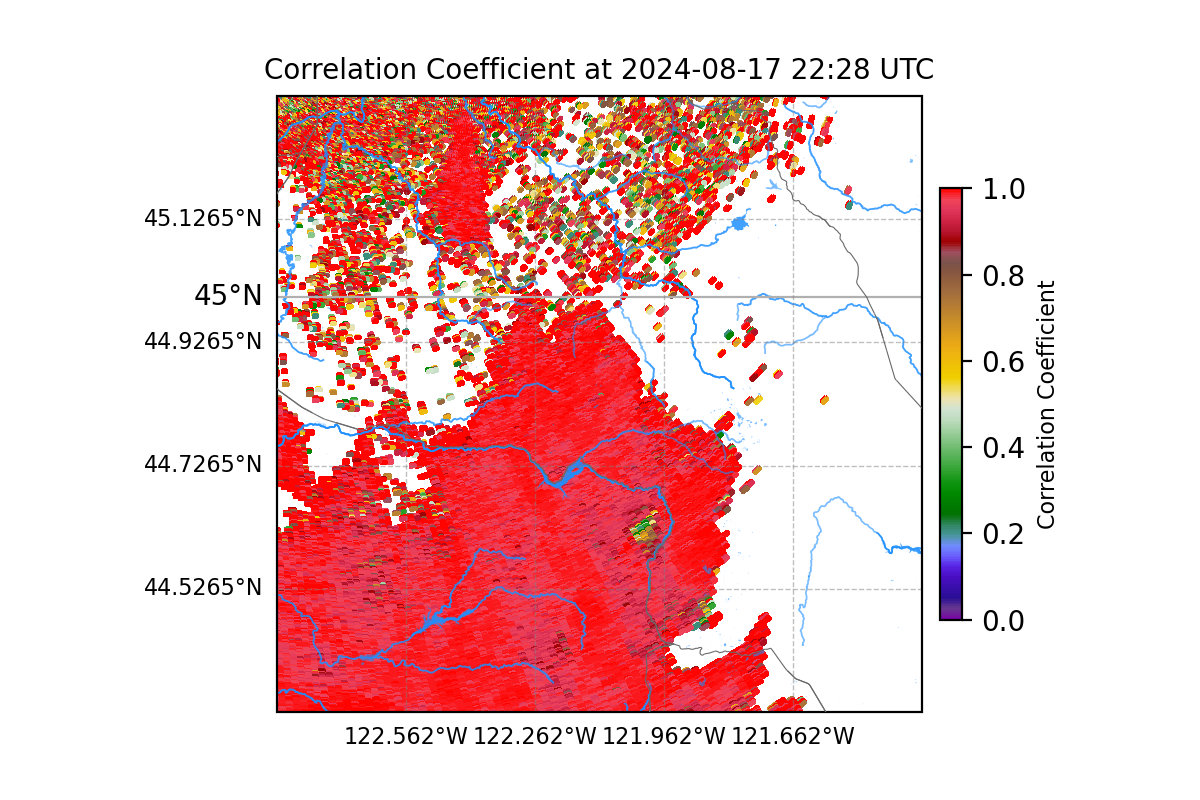 Correlation Coefficient at 2024-08-17 22:28 UTC
45.1265°N
45°N
44.9265°N
44.7265°N
44.5265°N
122.562°W 122.262°W 121.962°W 121.662°W
1.0
0.8
0.6
0.4
0.2
0.0
Correlation Coefficient